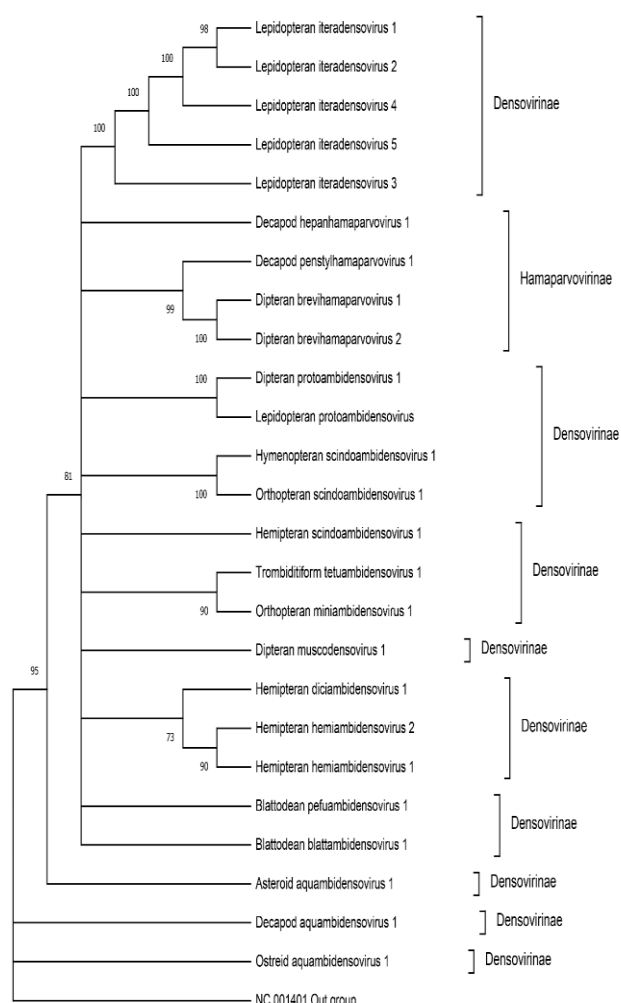 98
Lepidopteran iteradensovirus 1
Lepidopteran iteradensovirus 2
100
Lepidopteran iteradensovirus 4
100
Lepidopteran iteradensovirus 5
100
Lepidopteran iteradensovirus 3
Densovirinae
Decapod hepanhamaparvovirus 1
Decapod penstylhamaparvovirus 1
99
Dipteran brevihamaparvovirus 1
100
Dipteran brevihamaparvovirus 2
Hamaparvovirinae
100
Dipteran protoambidensovirus 1
Lepidopteran protoambidensovirus
Hymenopteran scindoambidensovirus 1
100
Orthopteran scindoambidensovirus 1
Densovirinae
81
Hemipteran scindoambidensovirus 1
Trombiditiform tetuambidensovirus 1
90
Orthopteran miniambidensovirus 1
Densovirinae
Dipteran muscodensovirus 1
Densovirinae
95
Hemipteran diciambidensovirus 1
73
Hemipteran hemiambidensovirus 2
90
Hemipteran hemiambidensovirus 1
Densovirinae
Blattodean pefuambidensovirus 1
Blattodean blattambidensovirus 1
Densovirinae
Asteroid aquambidensovirus 1
Densovirinae
Decapod aquambidensovirus 1
Densovirinae
Ostreid aquambidensovirus 1
Densovirinae
NC 001401 Out group